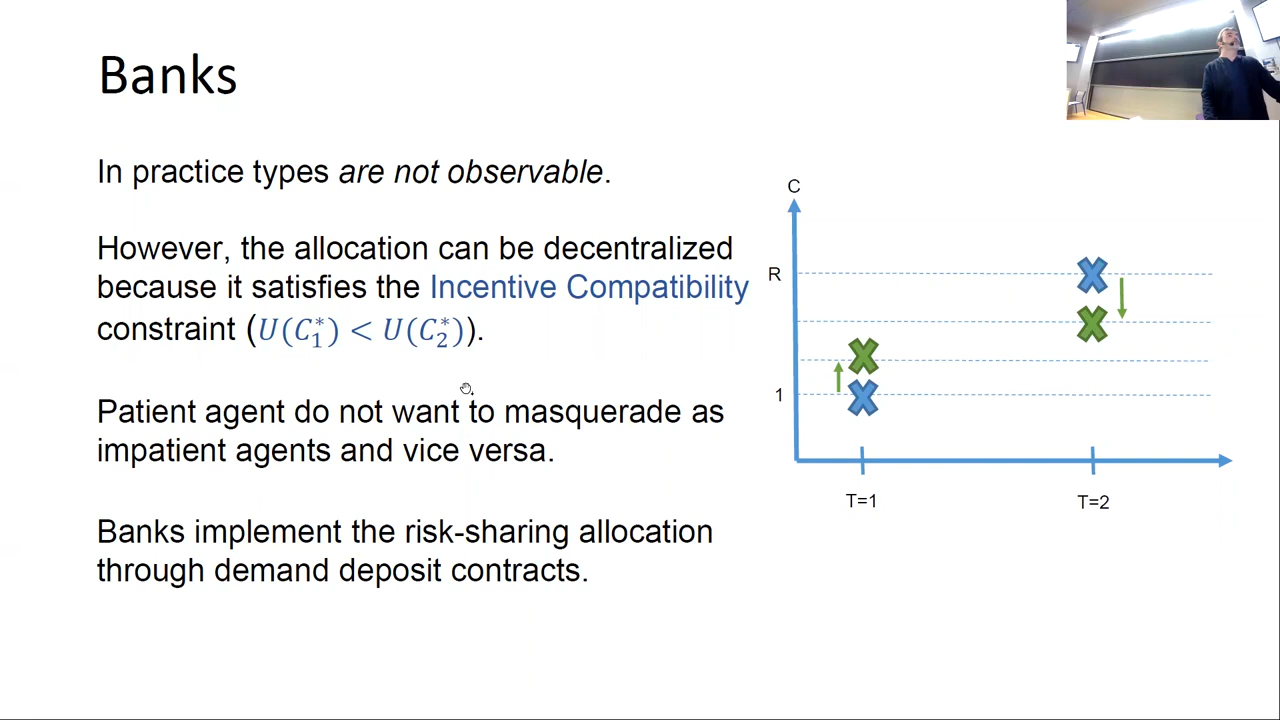 Banks
In practice types are not observable.
However, the allocation can be decentralized
because it satisfies the Incentive Compatibility
constraint (U(C₁*) < U(C₂*)).
Patient agent do not want to masquerade as
impatient agents and vice versa.
Banks implement the risk-sharing allocation
through demand deposit contracts.
C
R
1
T=1
T=2